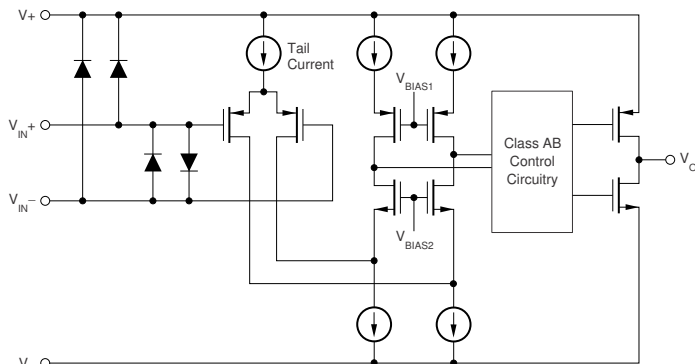 V+
Tail
Current
V_BIAS1
V_IN+
Class AB
Control
Circuitry
V_O
V_IN−
V_BIAS2
V